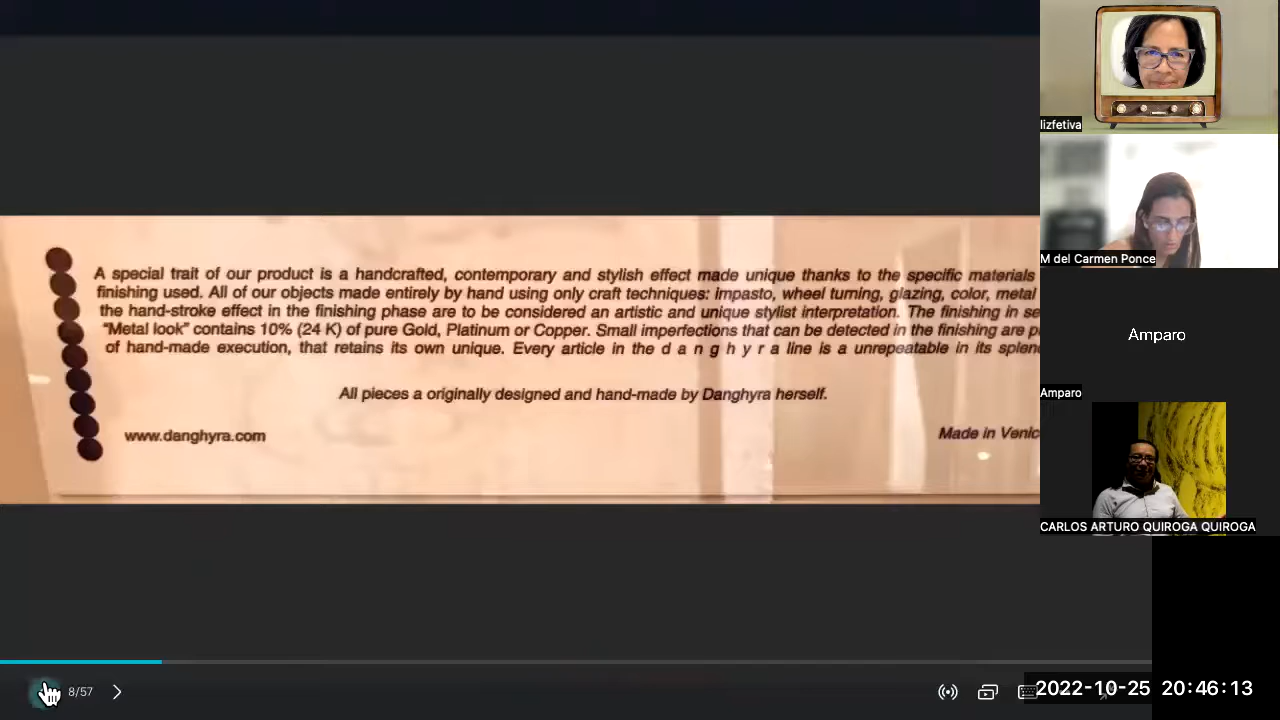 A special trait of our product is a handcrafted, contemporary and stylish effect made unique thanks to the specific materials
finishing used. All of our objects made entirely by hand using only craft techniques: impasto, wheel turning, glazing, color, metal
the hand-stroke effect in the finishing phase are to be considered an artistic and unique stylist interpretation. The finishing in
"Metal look" contains 10% (24 K) of pure Gold, Platinum or Copper. Small imperfections that can be detected in the finishing are
of hand-made execution, that retains its own unique. Every article in the d a n g h y r a line is a unrepeatable in its
All pieces a originally designed and hand-made by Danghyra herself.
www.danghyra.com
Made in
lizfetiva
M del Carmen Ponce
Amparo
Amparo
CARLOS ARTURO QUIROGA QUIROGA
8/57
2022-10-25 20:46:13